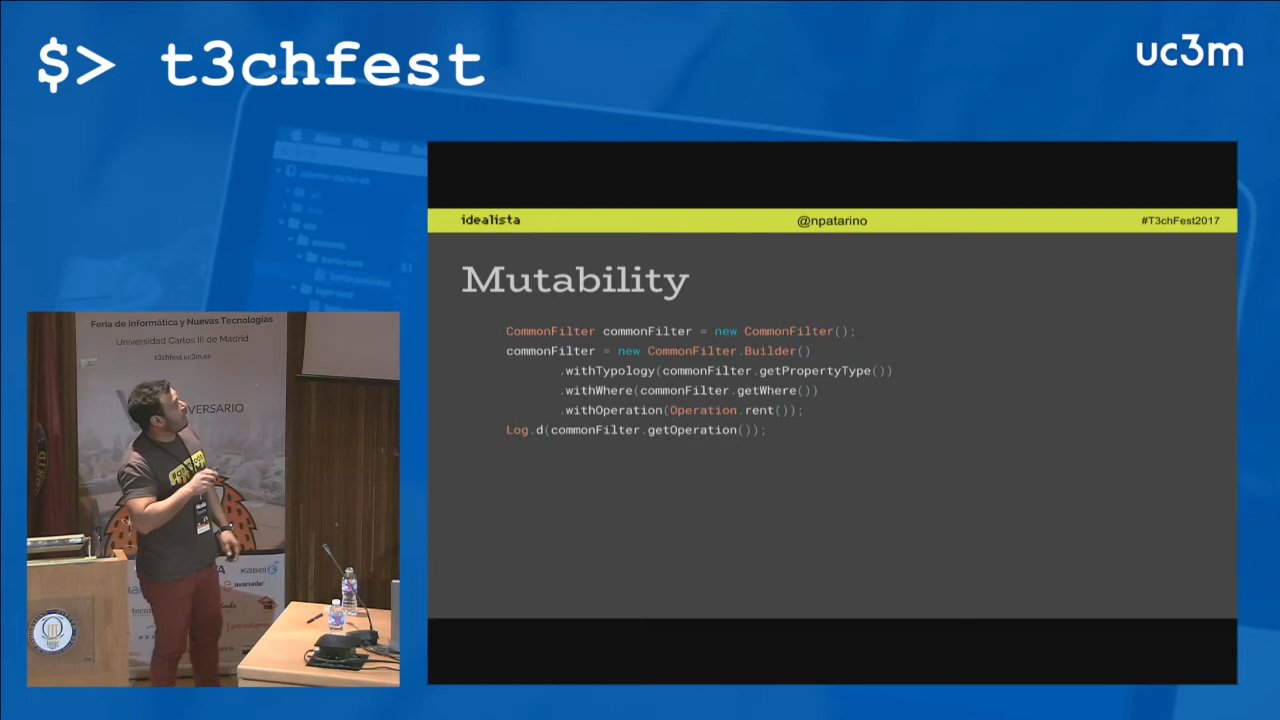 $> t3chfest
uc3m
idealista
@npatarino
#T3chFest2017
Mutability
CommonFilter commonFilter = new CommonFilter();
commonFilter = new CommonFilter.Builder()
.withTypology(commonFilter.getPropertyType())
.withWhere(commonFilter.getWhere())
.withOperation(Operation.rent());
Log.d(commonFilter.getOperation());
Feria de Informática y Nuevas Tecnologías
Universidad Carlos III de Madrid
t3chfest.uc3m.es
VERSARIO
KABEL
avanade